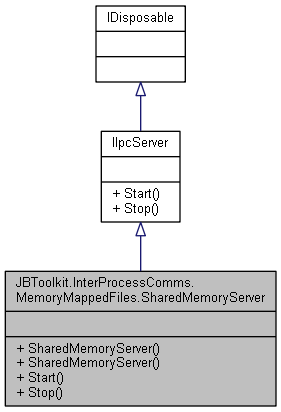 IDisposable
IIpcServer
+ Start()
+ Stop()
JBToolkit.InterProcessComms.
MemoryMappedFiles.SharedMemoryServer
+ SharedMemoryServer()
+ SharedMemoryServer()
+ Start()
+ Stop()